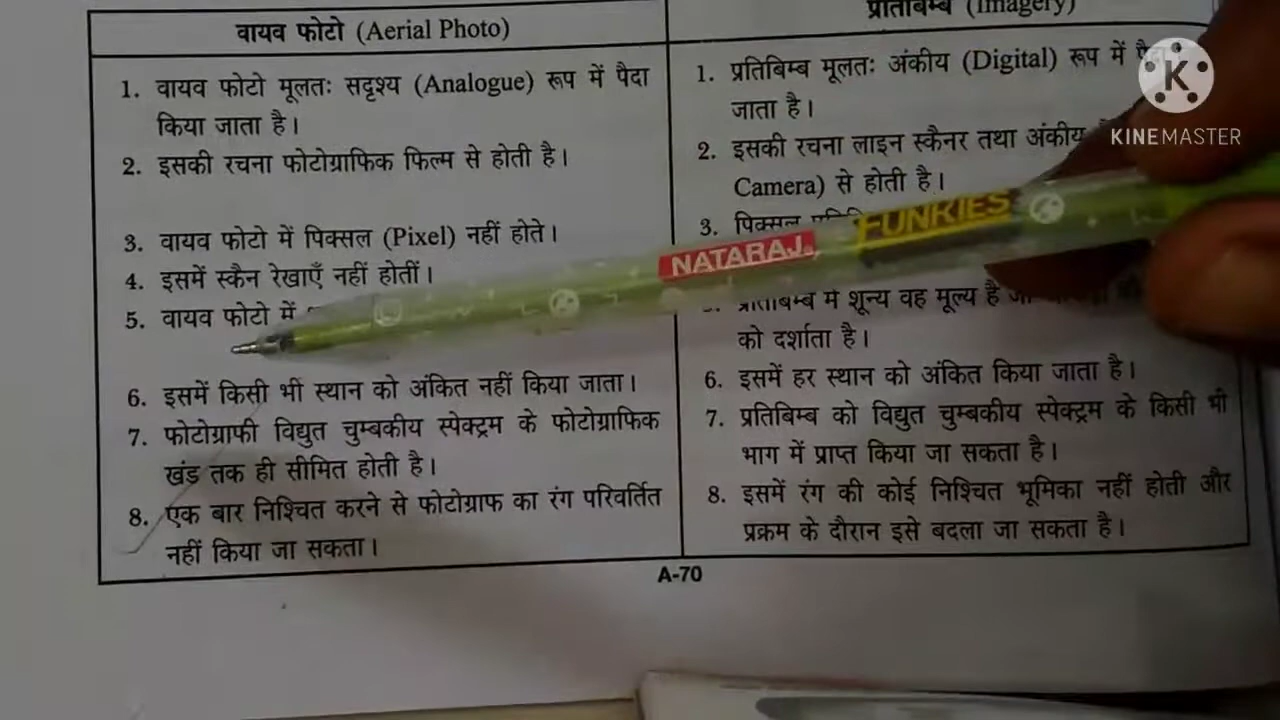 वायव फोटो (Aerial Photo)
1. वायव फोटो मूलतः सदृश्य (Analogue) रूप में पैदा
किया जाता है।
2. इसकी रचना फोटोग्राफिक फिल्म से होती है।
3. वायव फोटो में पिक्सल (Pixel) नहीं होते।
4. इसमें स्कैन रेखाएँ नहीं होतीं।
5. वायव फोटो में
6. इसमें किसी भी स्थान को अंकित नहीं किया जाता।
7. फोटोग्राफी विद्युत चुम्बकीय स्पेक्ट्रम के फोटोग्राफिक
खंड तक ही सीमित होती है।
8. एक बार निश्चित करने से फोटोग्राफ का रंग परिवर्तित
नहीं किया जा सकता।
प्रतिबिम्ब (Imagery)
1. प्रतिबिम्ब मूलतः अंकीय (Digital) रूप में
जाता है।
2. इसकी रचना लाइन स्कैनर तथा अंकीय
Camera) से होती है।
3. पिक्सल
प्रतिबिम्ब में शून्य वह मूल्य है
को दर्शाता है।
6. इसमें हर स्थान को अंकित किया जाता है।
7. प्रतिबिम्ब को विद्युत चुम्बकीय स्पेक्ट्रम के किसी भी
भाग में प्राप्त किया जा सकता है।
8. इसमें रंग की कोई निश्चित भूमिका नहीं होती और
प्रक्रम के दौरान इसे बदला जा सकता है।
A-70
NATARAJ
FUNKIES
K
KINEMASTER